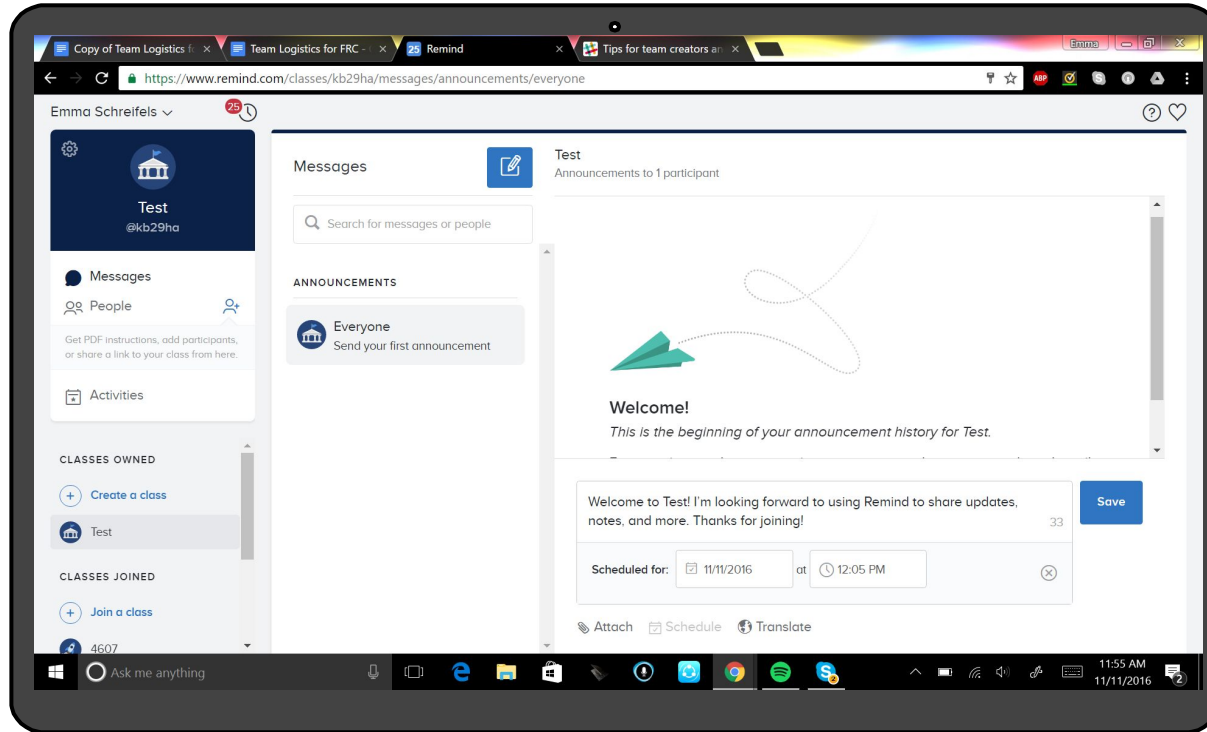 Copy of Team Logistics fo
Team Logistics for FRC -
25 Remind
Tips for team creators an
Emma
https://www.remind.com/classes/kb29ha/messages/announcements/everyone
ABP
Emma Schreifels
25
Test
@kb29ha
Messages
People
Get PDF instructions, add participants,
or share a link to your class from here.
Activities
CLASSES OWNED
Create a class
Test
CLASSES JOINED
Join a class
4607
Messages
Search for messages or people
ANNOUNCEMENTS
Everyone
Send your first announcement
Test
Announcements to 1 participant
Welcome!
This is the beginning of your announcement history for Test.
Welcome to Test! I'm looking forward to using Remind to share updates,
notes, and more. Thanks for joining!
33
Save
Scheduled for: 11/11/2016 at 12:05 PM
Attach Schedule Translate
Ask me anything
2
11:55 AM
11/11/2016
2